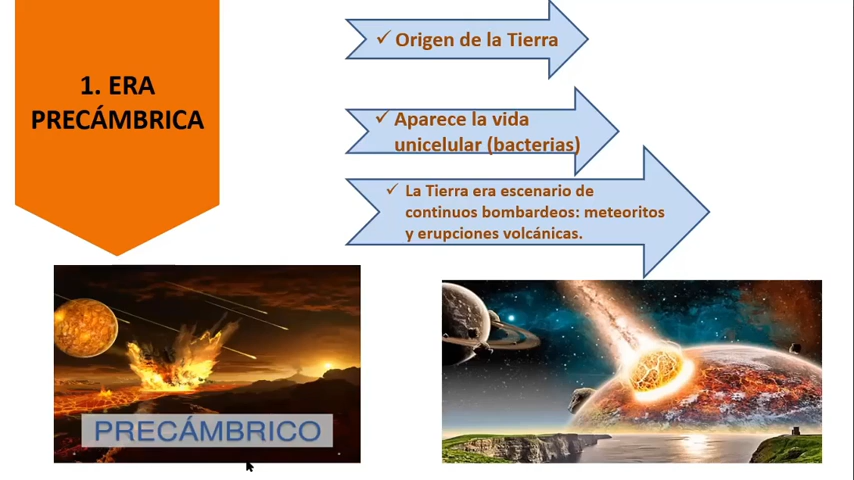 1. ERA
PRECÁMBRICA
✓ Origen de la Tierra
✓ Aparece la vida
unicelular (bacterias)
✓ La Tierra era escenario de
continuos bombardeos: meteoritos
y erupciones volcánicas.
PRECÁMBRICO